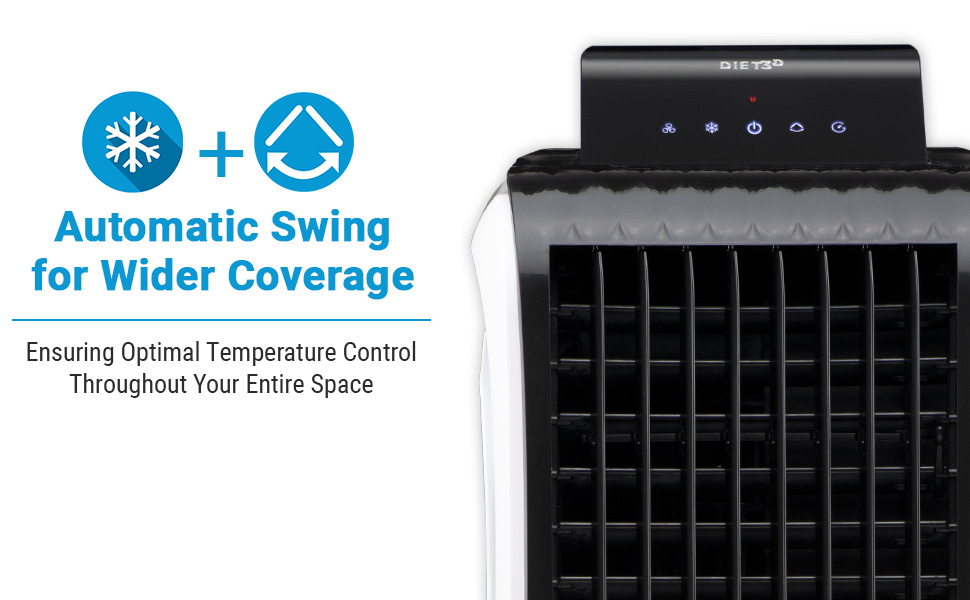 DIET3D
Automatic Swing
for Wider Coverage
Ensuring Optimal Temperature Control
Throughout Your Entire Space